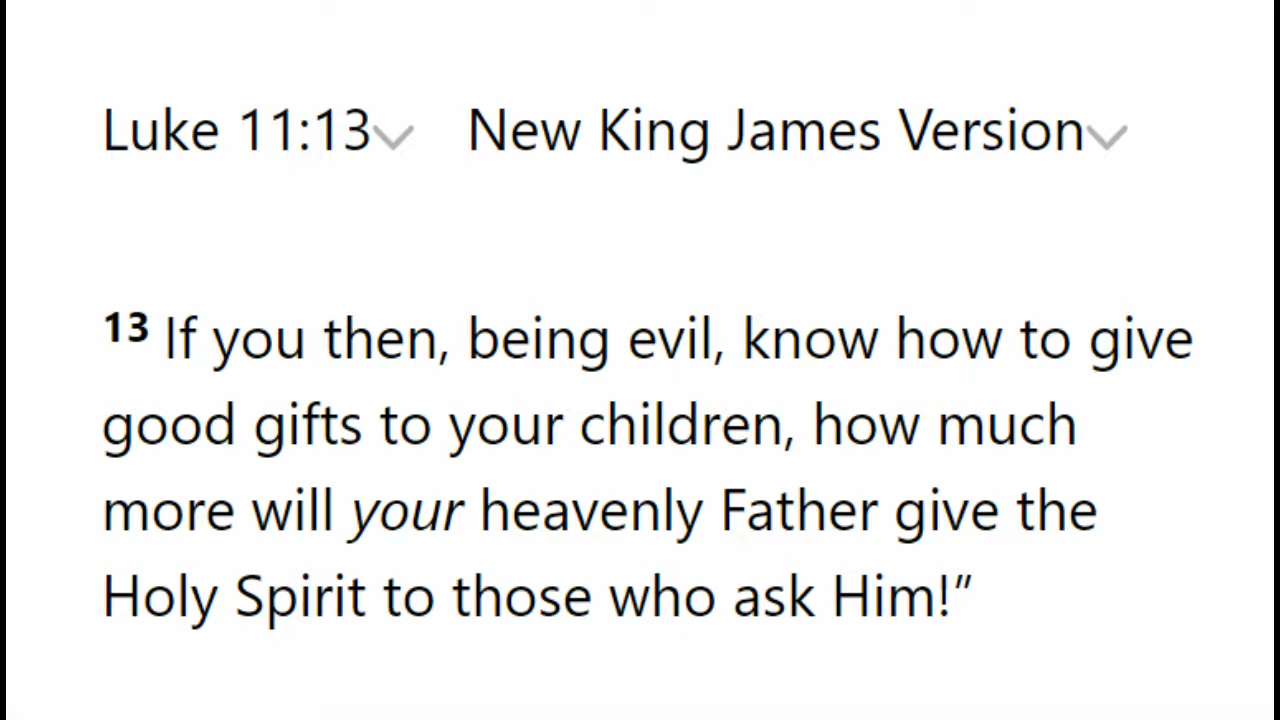 Luke 11:13 New King James Version
13 If you then, being evil, know how to give
good gifts to your children, how much
more will your heavenly Father give the
Holy Spirit to those who ask Him!”